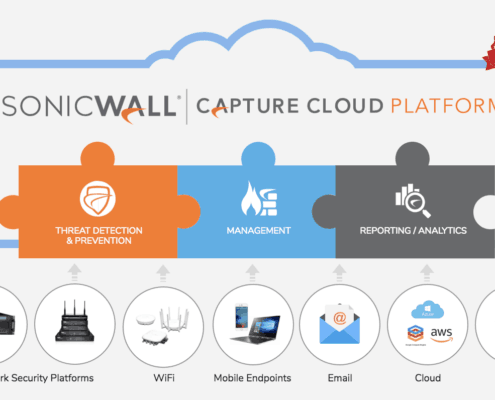 SONICWALL® | CAPTURE CLOUD PLATFORM
THREAT DETECTION
& PREVENTION
MANAGEMENT
REPORTING / ANALYTICS
@
Azure
aws
rk Security Platforms
WiFi
Mobile Endpoints
Email
Cloud